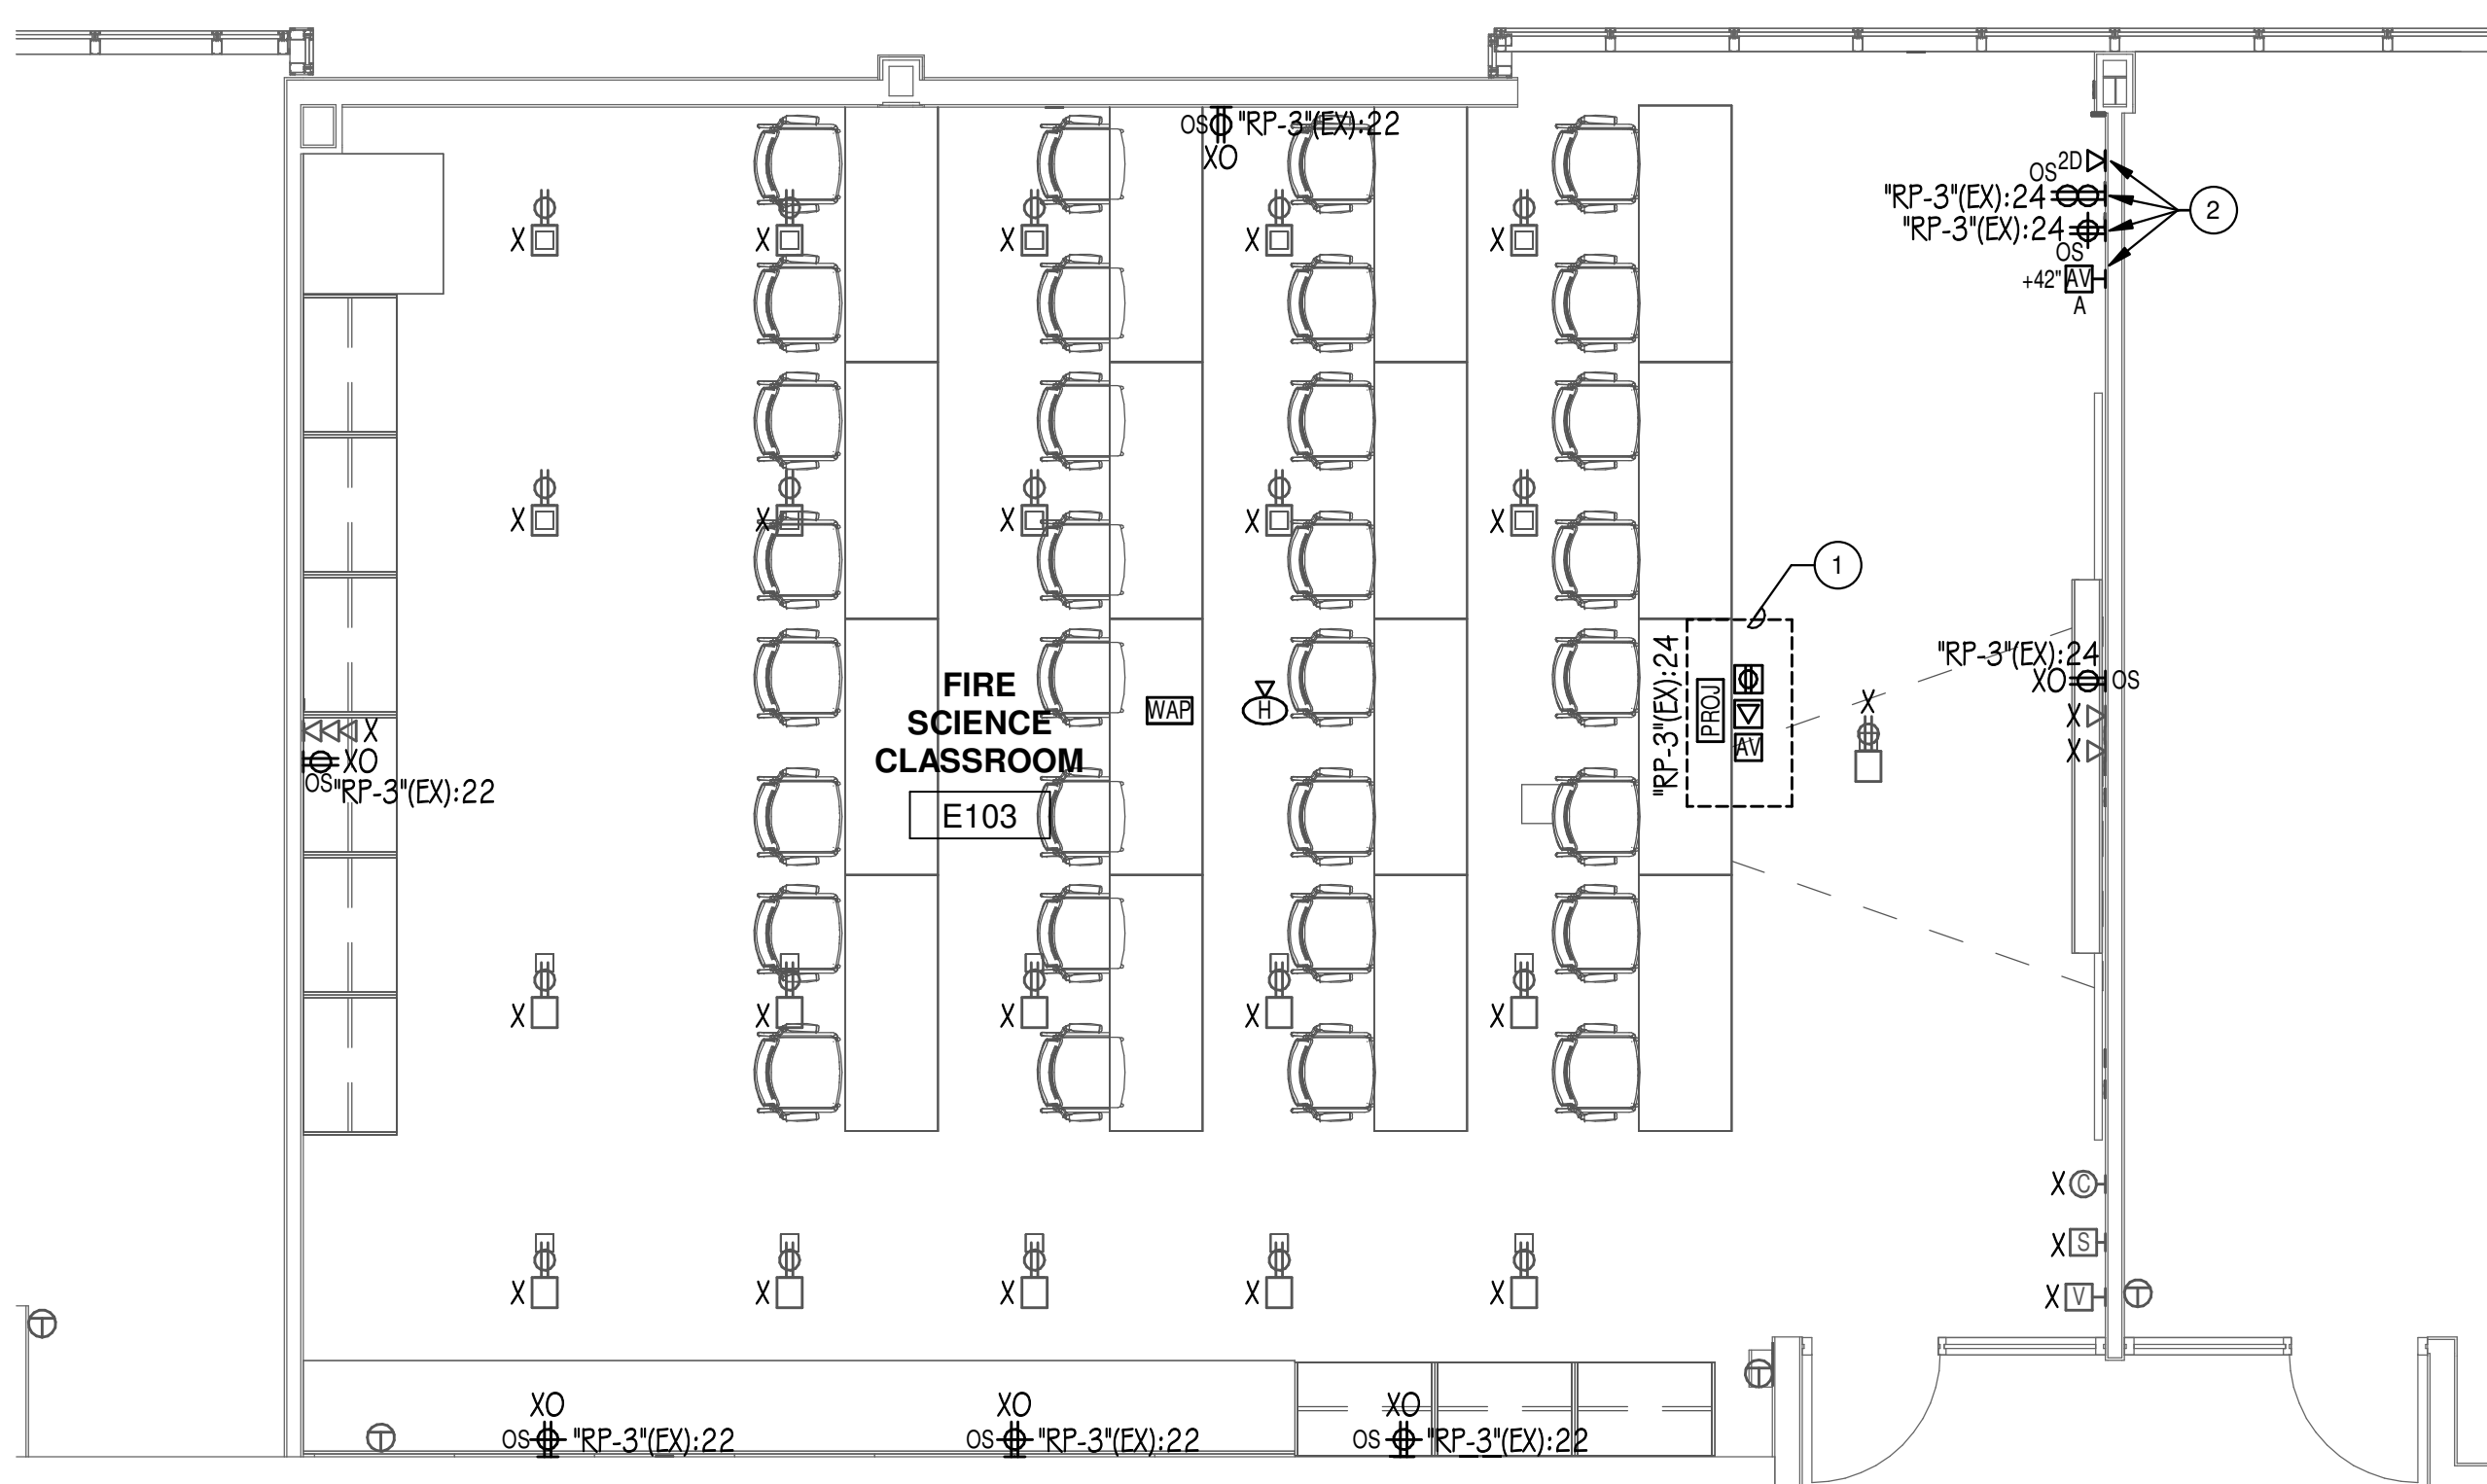 OS "RP-3"(EX):22
XO
OS 2D
"RP-3"(EX):24
2
"RP-3"(EX):24
OS
+42" AV
A
X X X X X
X X X X X
1
"RP-3"(EX):24
PROJ
AV
FIRE
SCIENCE
CLASSROOM
E103
WAP
H
X
"RP-3"(EX):24
XO OS
X
X
X
XO
OS "RP-3"(EX):22
X X X X X
X C
X S
X V
X X X X X
T
T
T
T
XO
OS "RP-3"(EX):22
XO
OS "RP-3"(EX):22
XO
OS "RP-3"(EX):22